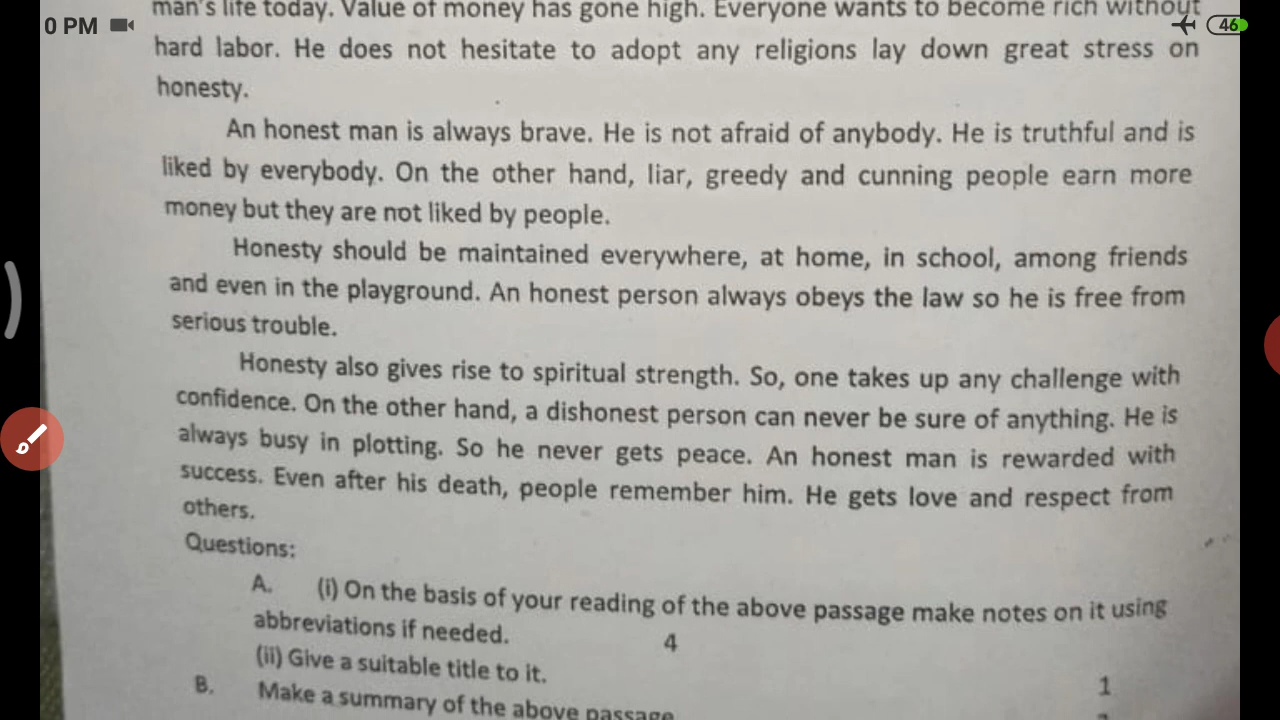 0 PM
46
man's life today. Value of money has gone high. Everyone wants to become rich without
hard labor. He does not hesitate to adopt any religions lay down great stress on
honesty.
An honest man is always brave. He is not afraid of anybody. He is truthful and is
liked by everybody. On the other hand, liar, greedy and cunning people earn more
money but they are not liked by people.
Honesty should be maintained everywhere, at home, in school, among friends
and even in the playground. An honest person always obeys the law so he is free from
serious trouble.
Honesty also gives rise to spiritual strength. So, one takes up any challenge with
confidence. On the other hand, a dishonest person can never be sure of anything. He is
always busy in plotting. So he never gets peace. An honest man is rewarded with
success. Even after his death, people remember him. He gets love and respect from
others.
Questions:
A. (i) On the basis of your reading of the above passage make notes on it using
abbreviations if needed. 4
(ii) Give a suitable title to it. 1
B. Make a summary of the above passage